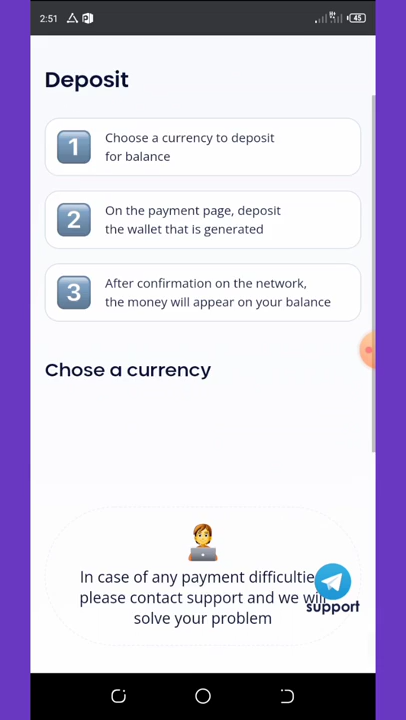 2:51
45
Deposit
1
Choose a currency to deposit
for balance
2
On the payment page, deposit
the wallet that is generated
3
After confirmation on the network,
the money will appear on your balance
Chose a currency
In case of any payment difficultie
please contact support and we will
solve your problem
support